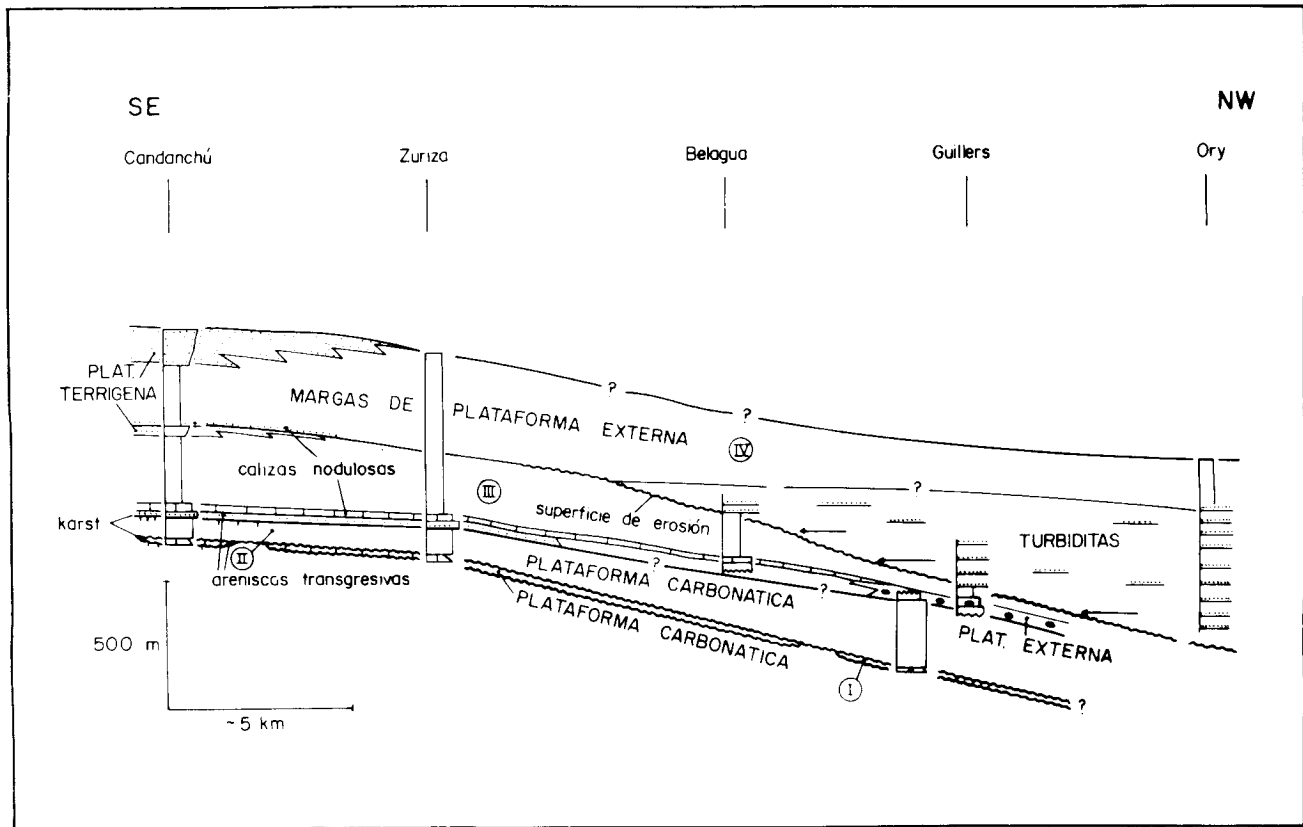 SE
NW
Candanchú
Zuriza
Belagua
Guillers
Ory
PLAT.
TERRIGENA
MARGAS DE PLATAFORMA EXTERNA
?
?
IV
calizas nodulosas
III
superficie de erosión
?
TURBIDITAS
karst
II
areniscas transgresivas
PLATAFORMA CARBONATICA
?
?
PLATAFORMA CARBONATICA
PLAT. EXTERNA
I
?
500 m
~5 km